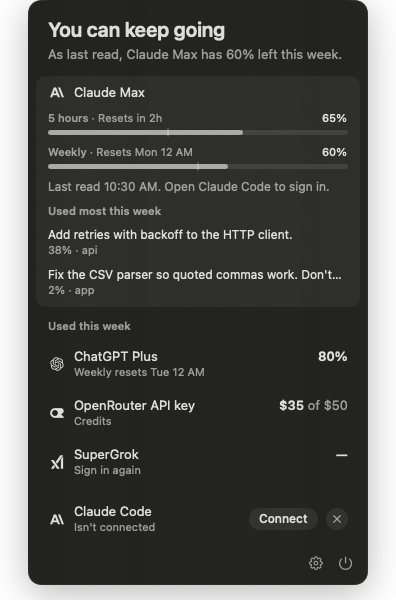 You can keep going
As last read, Claude Max has 60% left this week.
Claude Max
5 hours · Resets in 2h 65%
Weekly · Resets Mon 12 AM 60%
Last read 10:30 AM. Open Claude Code to sign in.
Used most this week
Add retries with backoff to the HTTP client.
38% · api
Fix the CSV parser so quoted commas work. Don't...
2% · app
Used this week
ChatGPT Plus 80%
Weekly resets Tue 12 AM
OpenRouter API key $35 of $50
Credits
SuperGrok —
Sign in again
Claude Code Connect
Isn't connected